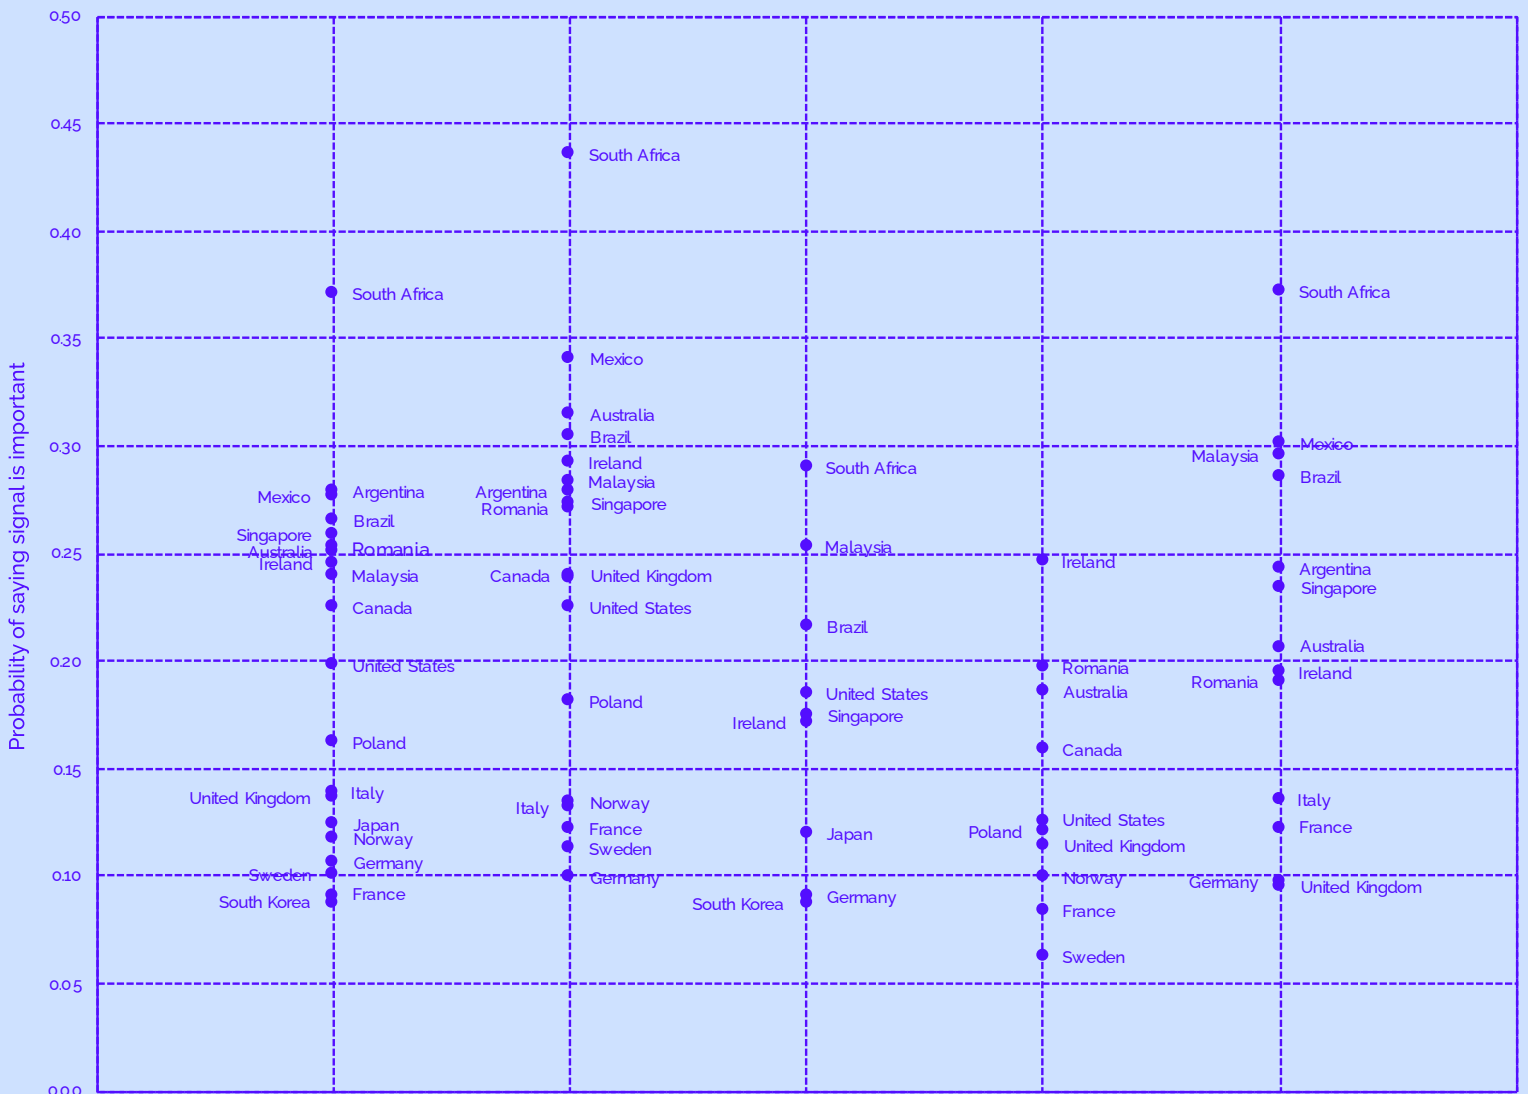 0.50
0.45
South Africa
0.40
South Africa
South Africa
0.35
Mexico
Probability of saying signal is important
Australia
Brazil
0.30
Mexico
Malaysia
Ireland
South Africa
Brazil
Malaysia
Mexico
Argentina
Argentina
Singapore
Romania
Brazil
Singapore
Australia
Romania
Malaysia
0.25
Ireland
Ireland
Argentina
Malaysia
Canada
United Kingdom
Singapore
Canada
United States
Brazil
Australia
0.20
United States
Romania
Ireland
Romania
Australia
United States
Poland
Singapore
Ireland
Poland
Canada
0.15
Italy
United Kingdom
Norway
Italy
Italy
Japan
Norway
France
Sweden
Japan
United States
Poland
United Kingdom
France
Germany
Sweden
0.10
Germany
Norway
Germany
United Kingdom
France
South Korea
Germany
South Korea
France
Sweden
0.05
0.00